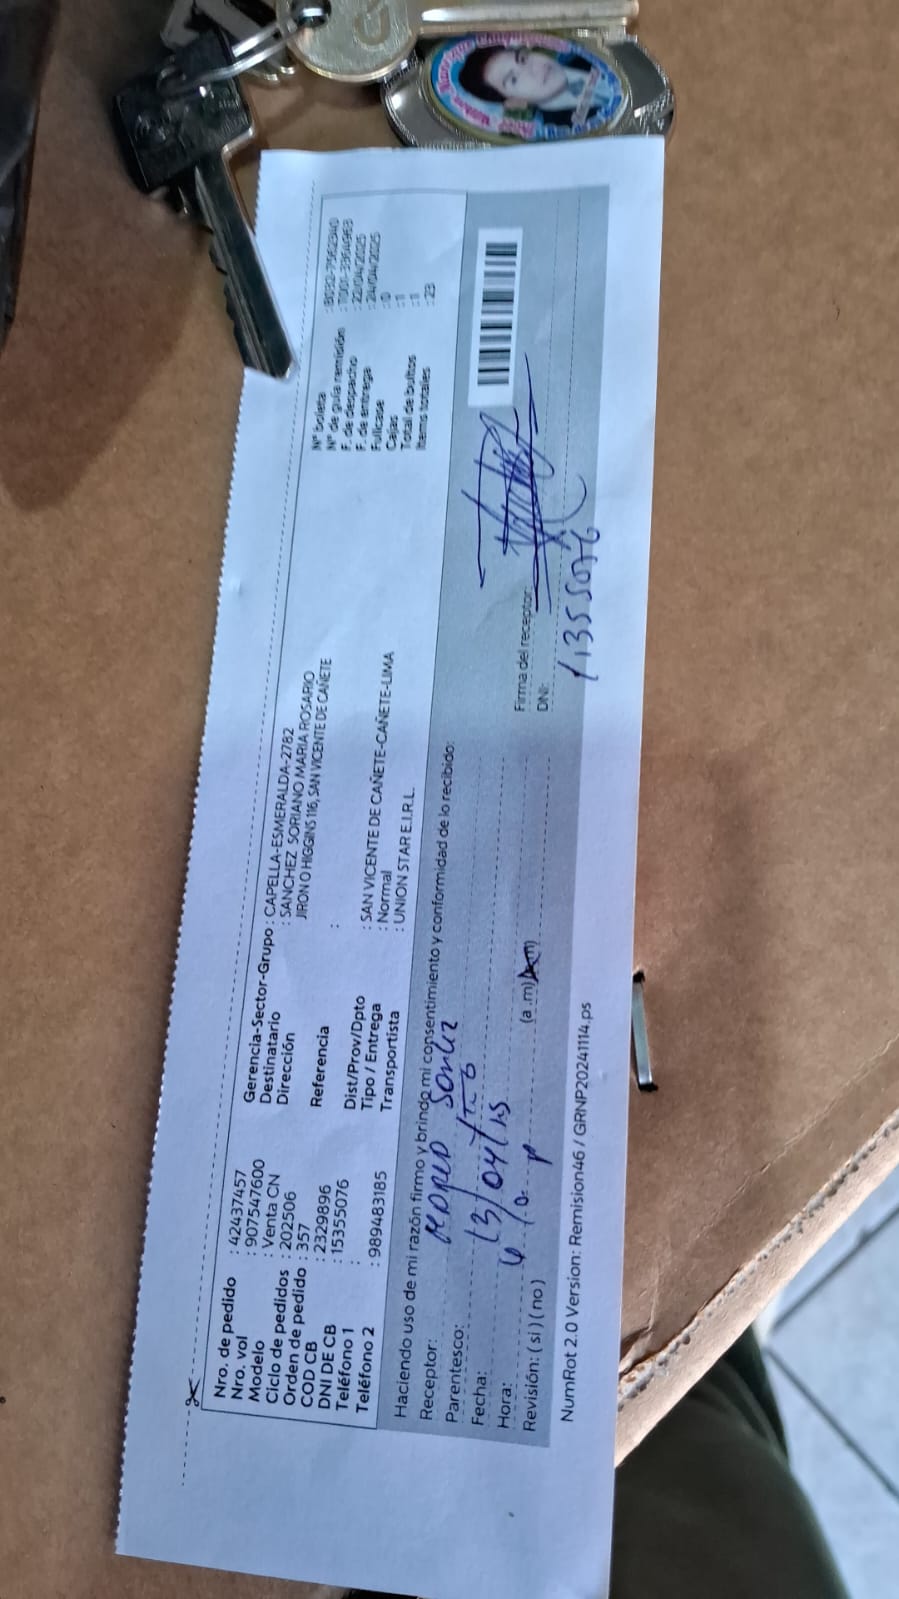 Nro. de pedido : 42437457
Nro. vol : 907547600
Modelo : Venta CN
Ciclo de pedidos : 202506
Orden de pedido : 357
COD CB : 2329896
DNI DE CB : 15355076
Teléfono 1 :
Teléfono 2 : 989483185
Gerencia-Sector-Grupo : CAPELLA-ESMERALDA-2782
Destinatario : SANCHEZ SORIANO MARIA ROSARIO
Dirección JIRON O HIGGINS 116, SAN VICENTE DE CAÑETE
Referencia :
Dist/Prov/Dpto : SAN VICENTE DE CAÑETE-CAÑETE-LIMA
Tipo / Entrega : Normal
Transportista : UNION STAR E.I.R.L.
N° boleta
N° de guía remisión
F. de despacho : 22/04/2025
F. de entrega : 24/04/2025
Fullcase : 0
Cajas : 1
Total de bultos : 1
Items totales : 23
Haciendo uso de mi razón firmo y brindo mi consentimiento y conformidad de lo recibido:
Receptor:
Parentesco:
Fecha:
Hora: (a .m)
Revisión: ( si ) ( no )
Firma del receptor:
DNI: 15355076
NumRot 2.0 Version: Remision46 / GRNP20241114.ps